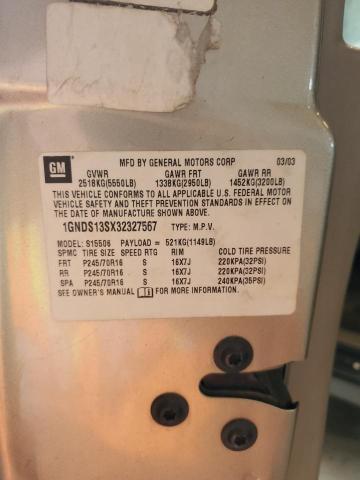 GM MFD BY GENERAL MOTORS CORP 03/03
GVWR GAWR FRT GAWR RR
2518KG(5550LB) 1338KG(2950LB) 1452KG(3200LB)
THIS VEHICLE CONFORMS TO ALL APPLICABLE U.S. FEDERAL MOTOR
VEHICLE SAFETY AND THEFT PREVENTION STANDARDS IN EFFECT ON
THE DATE OF MANUFACTURE SHOWN ABOVE.
1GNDS13SX32327567 TYPE: M.P.V.
MODEL: S15506 PAYLOAD = 521KG(1149LB)
SPMC TIRE SIZE SPEED RTG RIM COLD TIRE PRESSURE
FRT P245/70R16 S 16X7J 220KPA(32PSI)
RR P245/70R16 S 16X7J 220KPA(32PSI)
SPA P245/70R16 S 16X7J 240KPA(35PSI)
SEE OWNER'S MANUAL FOR MORE INFORMATION.